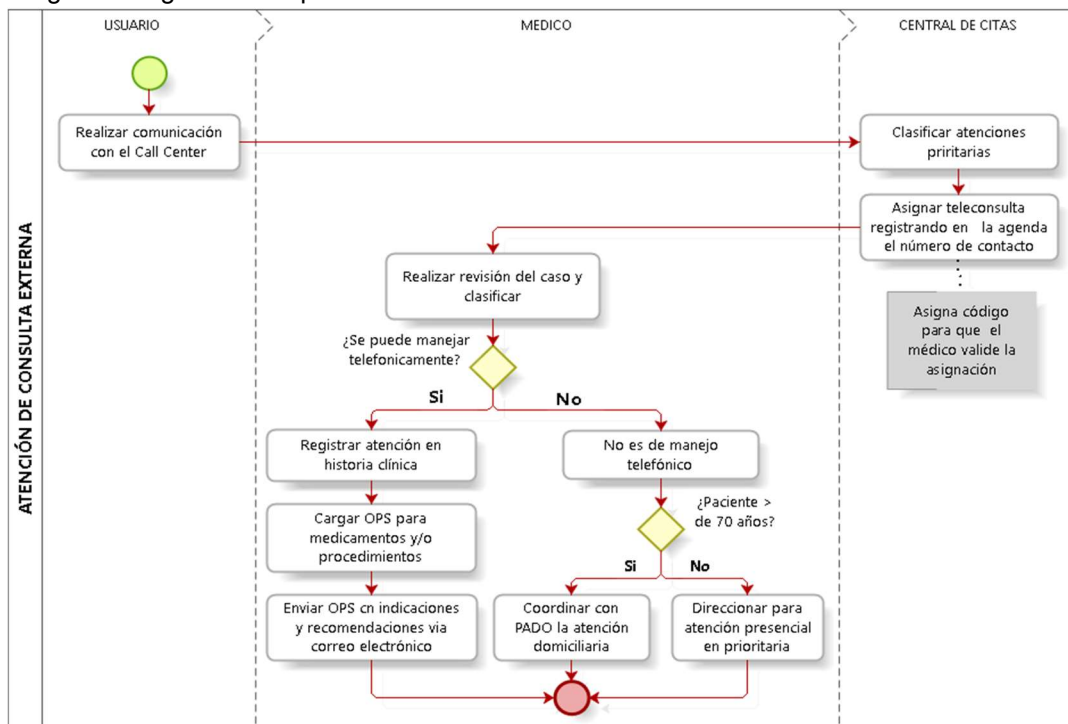 USUARIO
MEDICO
CENTRAL DE CITAS
ATENCIÓN DE CONSULTA EXTERNA
Realizar comunicación
con el Call Center
Clasificar atenciones
priritarias
Asignar teleconsulta
registrando en la agenda
el número de contacto
Asigna código
para que el
médico valide la
asignación
Realizar revisión del caso y
clasificar
¿Se puede manejar
telefonicamente?
Si
No
Registrar atención en
historia clínica
No es de manejo
telefónico
Cargar OPS para
medicamentos y/o
procedimientos
¿Paciente >
de 70 años?
Si
No
Enviar OPS cn indicaciones
y recomendaciones via
correo electrónico
Coordinar con
PADO la atención
domiciliaria
Direccionar para
atención presencial
en prioritaria